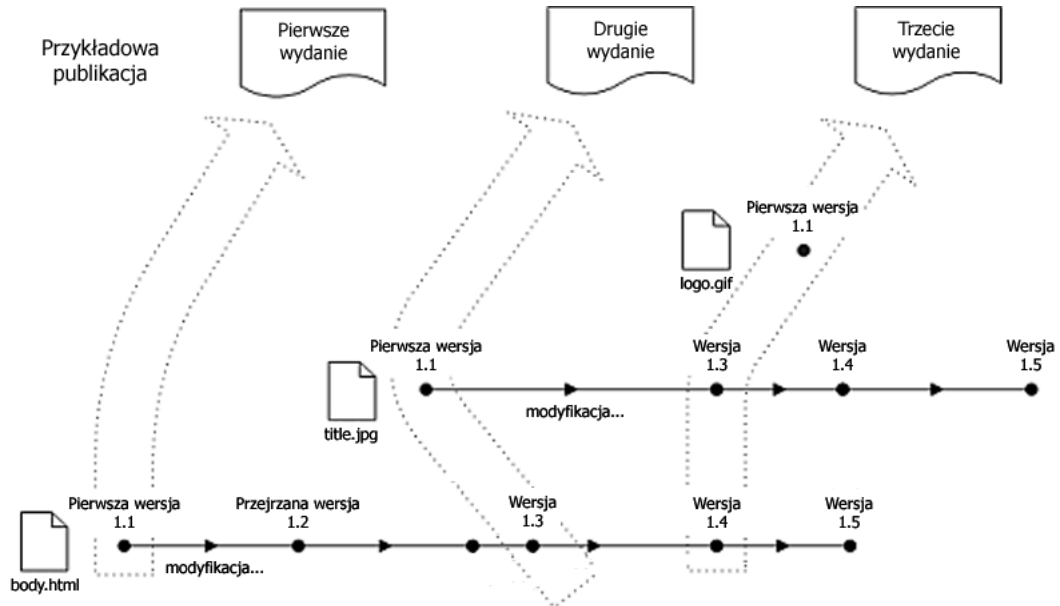 Przykładowa
publikacja
Pierwsze
wydanie
Drugie
wydanie
Trzecie
wydanie
Pierwsza wersja
1.1
logo.gif
Pierwsza wersja
1.1
Wersja
1.3
Wersja
1.4
Wersja
1.5
modyfikacja...
title.jpg
Pierwsza wersja
1.1
Przejrzana wersja
1.2
Wersja
1.3
Wersja
1.4
Wersja
1.5
modyfikacja...
body.html